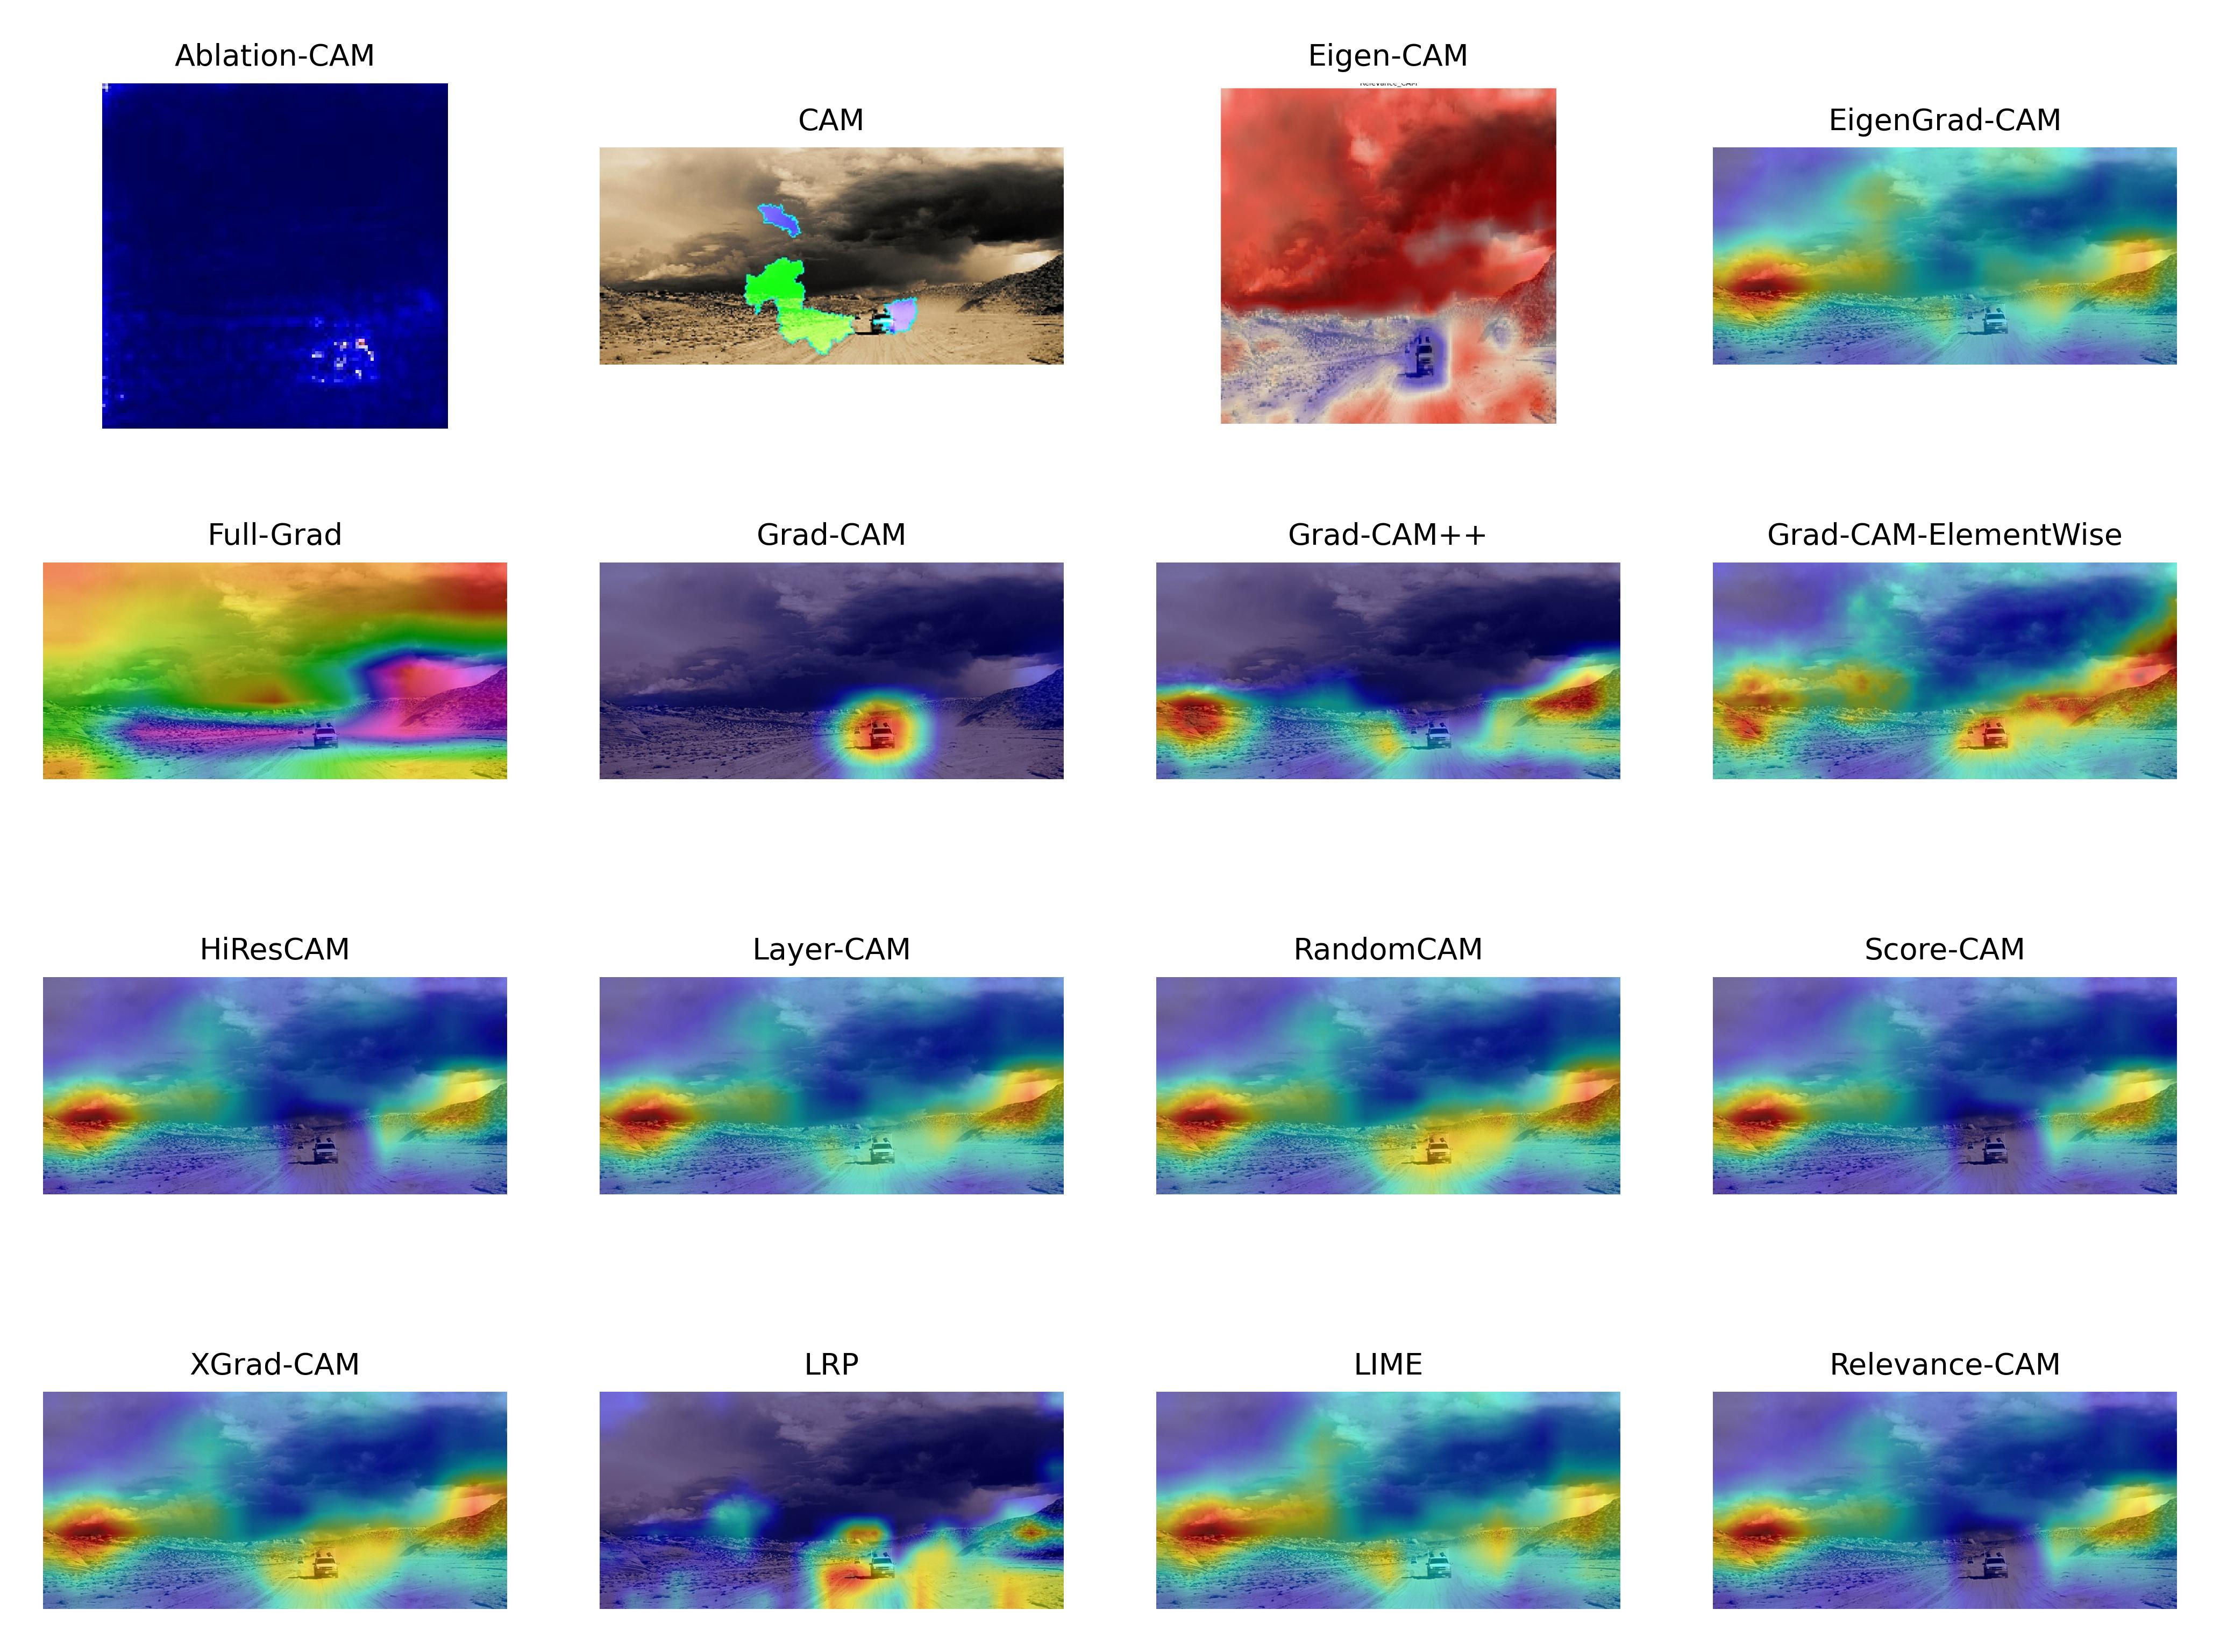 Ablation-CAM
CAM
Eigen-CAM
EigenGrad-CAM
Full-Grad
Grad-CAM
Grad-CAM++
Grad-CAM-ElementWise
HiResCAM
Layer-CAM
RandomCAM
Score-CAM
XGrad-CAM
LRP
LIME
Relevance-CAM